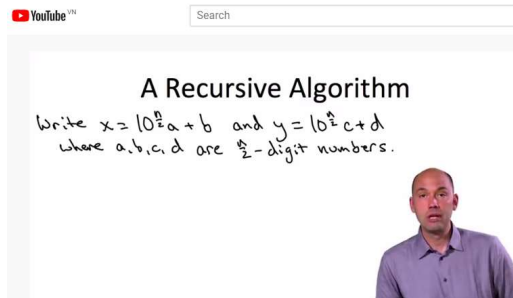 YouTube VN
Search
A Recursive Algorithm
Write x = 10^{n/2} a + b and y = 10^{n/2} c + d
where a, b, c, d are n/2 - digit numbers.